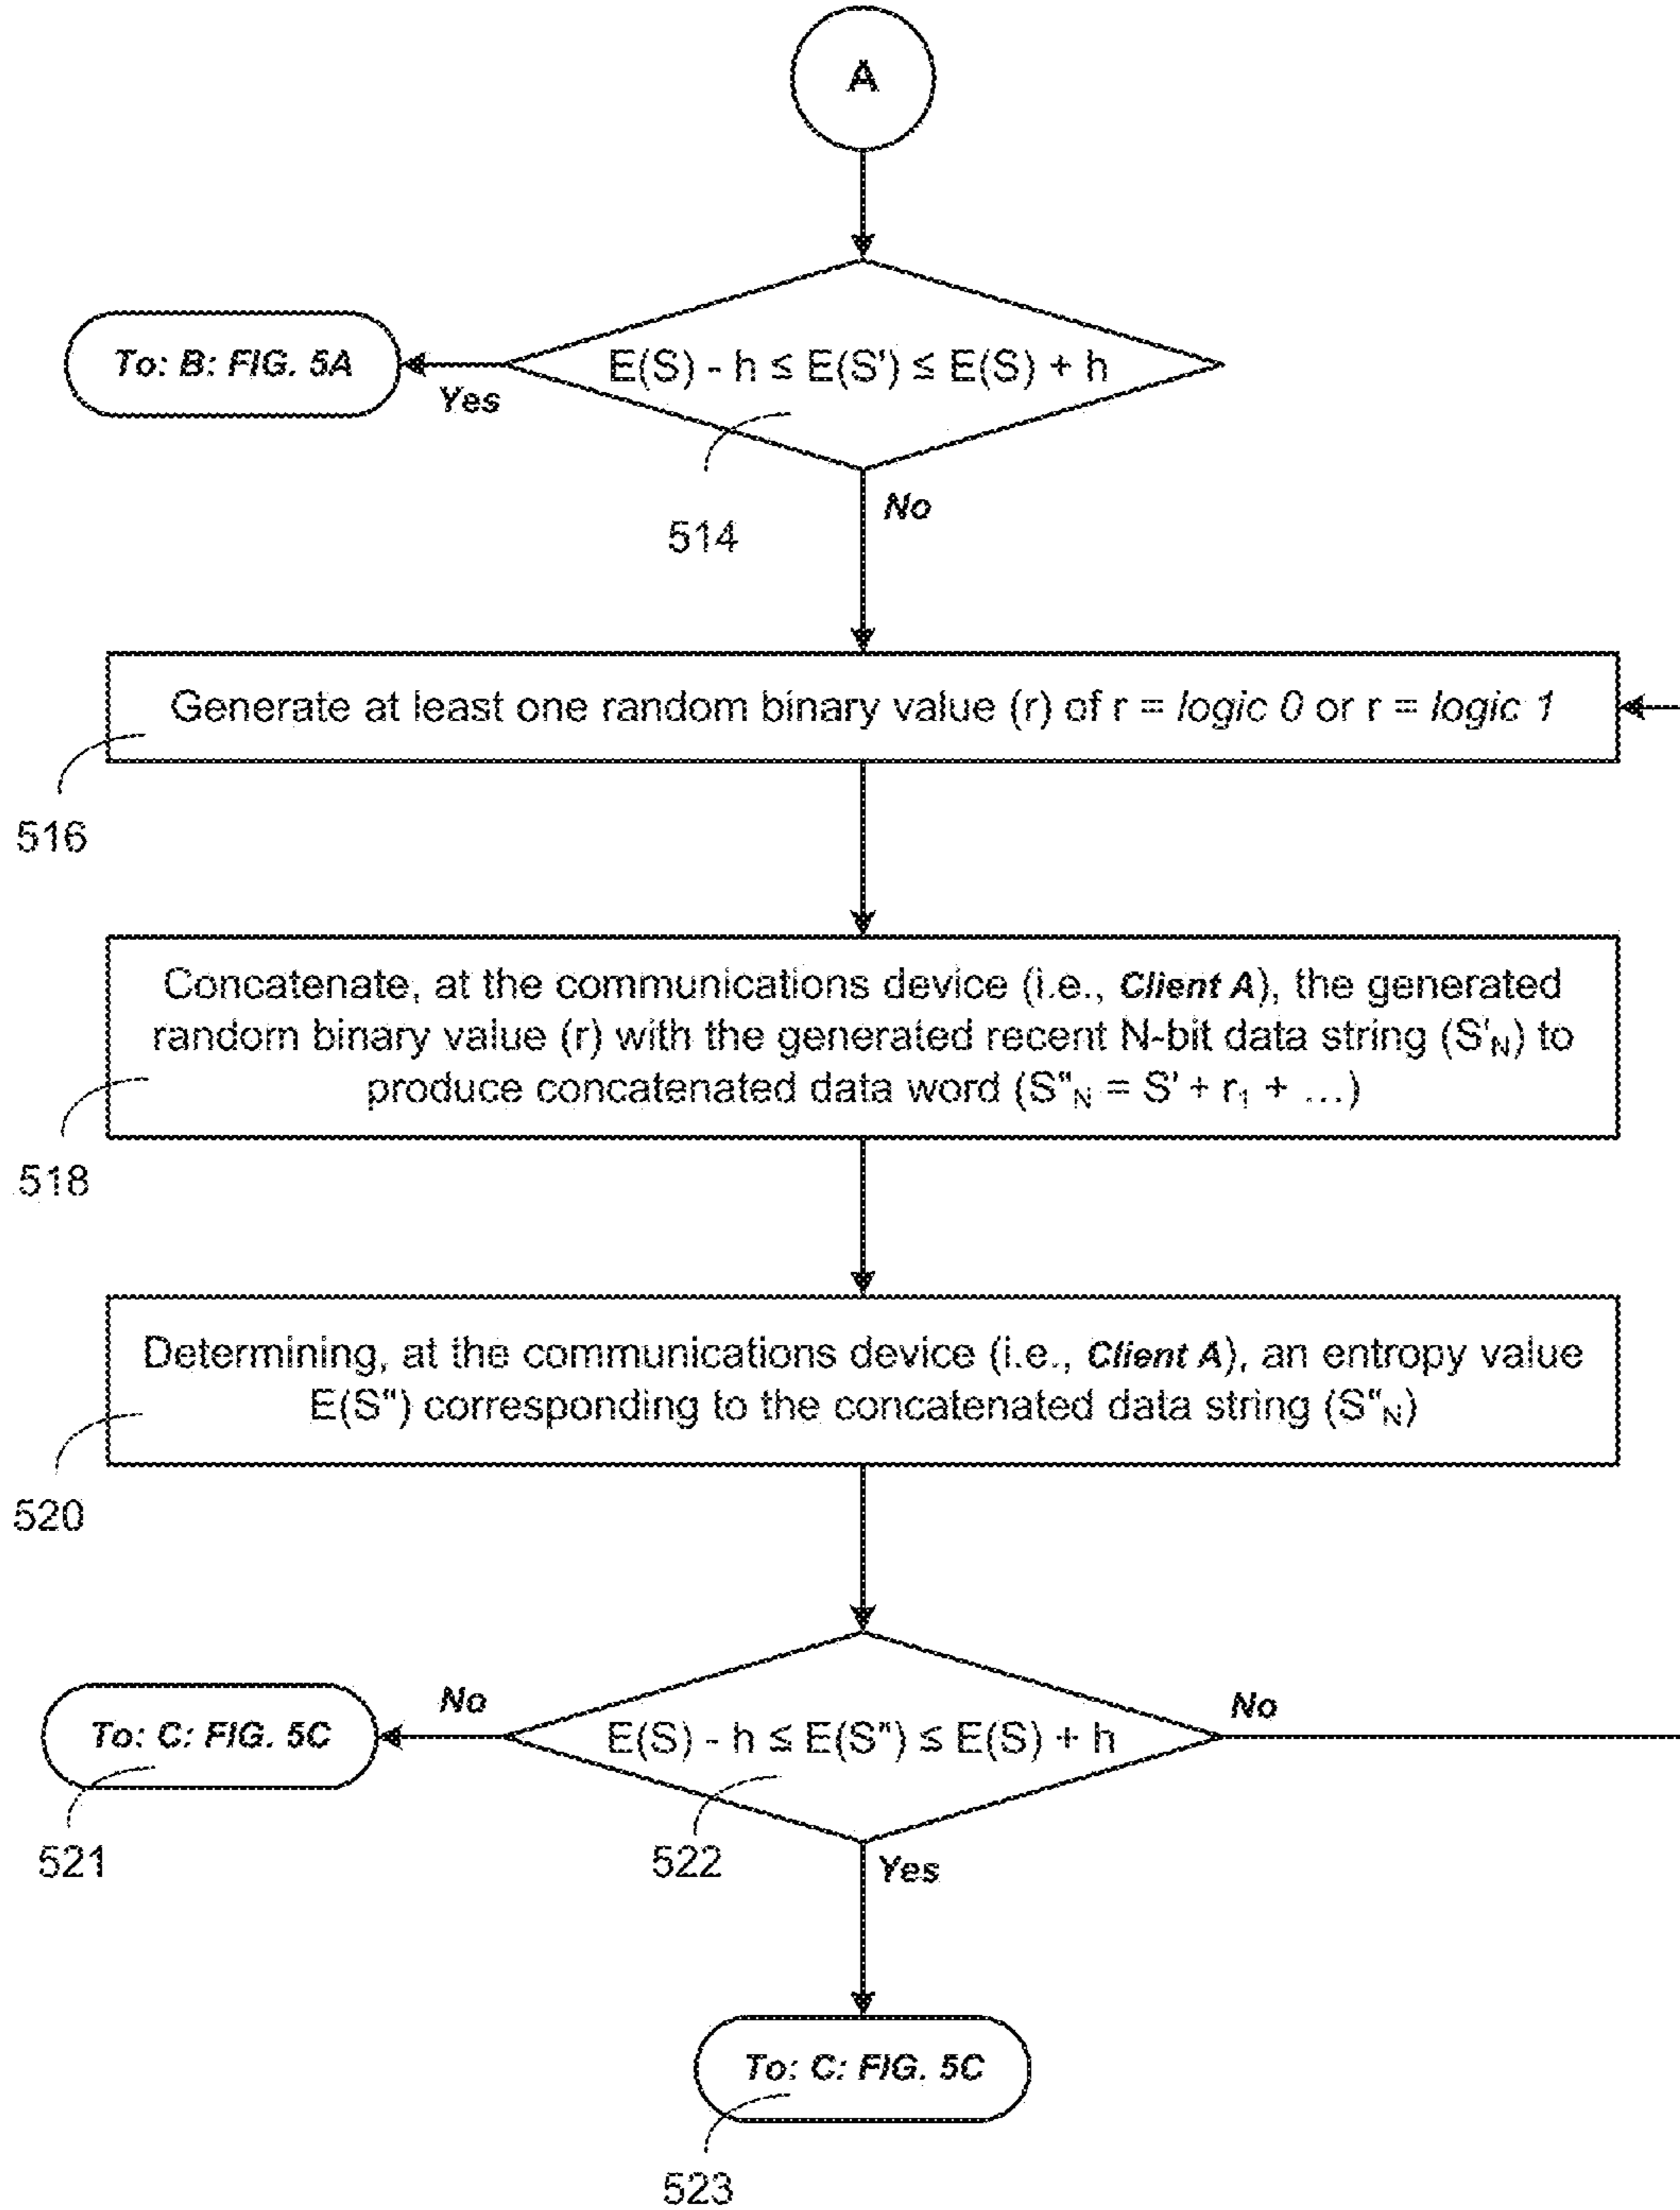 A
E(S) - h ≤ E(S') ≤ E(S) + h
To: B: FIG. 5A
Yes
No
514
Generate at least one random binary value (r) of r = logic 0 or r = logic 1
516
Concatenate, at the communications device (i.e., Client A), the generated
random binary value (r) with the generated recent N-bit data string (S'N) to
produce concatenated data word (S"N = S' + r1 + ...)
518
Determining, at the communications device (i.e., Client A), an entropy value
E(S") corresponding to the concatenated data string (S"N)
520
No
No
To: C: FIG. 5C
E(S) - h ≤ E(S") ≤ E(S) + h
521
522
Yes
To: C: FIG. 5C
523